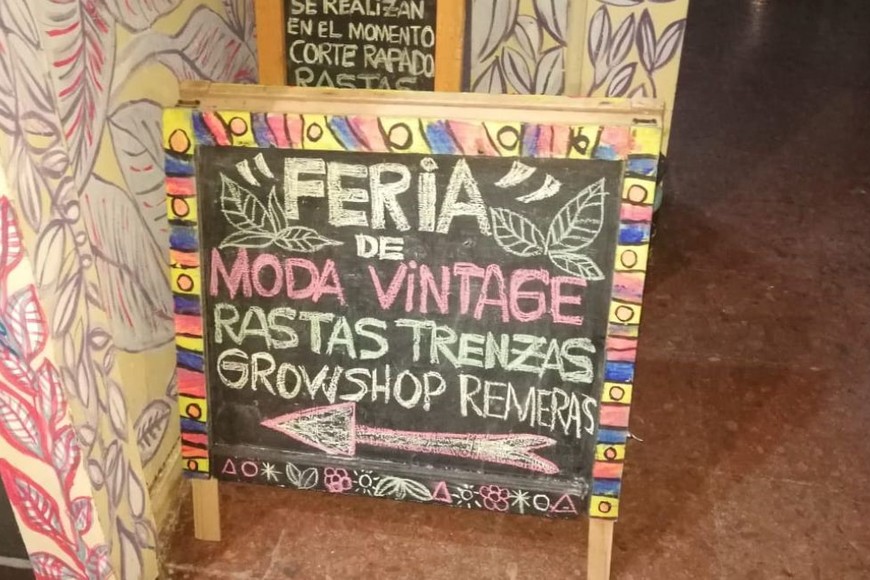 SE REALIZAN
EN EL MOMENTO
CORTE RAPADO
RASTAS
"FERiA"
DE
MODA ViNTAGE
RASTAS TRENZAS
GROWSHOP REMERAS